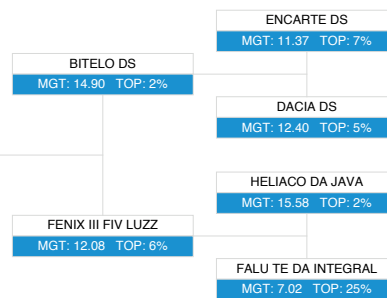 ENCARTE DS
MGT: 11.37 TOP: 7%
BITELO DS
MGT: 14.90 TOP: 2%
DACIA DS
MGT: 12.40 TOP: 5%
HELIACO DA JAVA
MGT: 15.58 TOP: 2%
FENIX III FIV LUZZ
MGT: 12.08 TOP: 6%
FALU TE DA INTEGRAL
MGT: 7.02 TOP: 25%